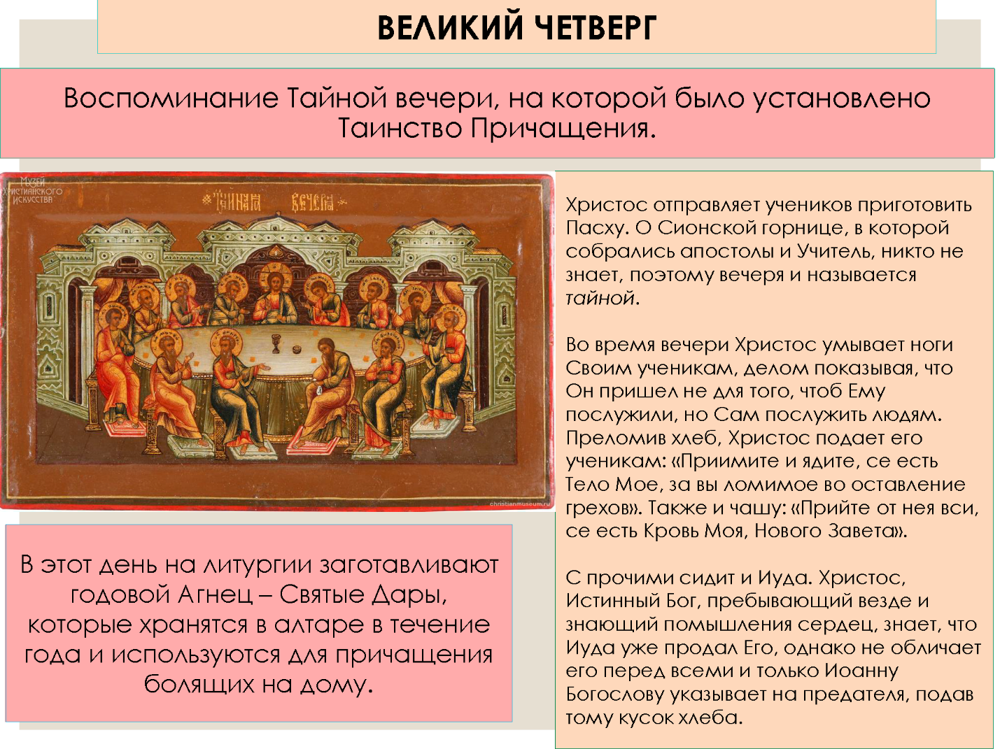 ВЕЛИКИЙ ЧЕТВЕРГ
Воспоминание Тайной вечери, на которой было установлено
Таинство Причащения.
МУЗЕЙ
ХРИСТИАНСКОГО
ИСКУССТВА
christianmuseum.ru
Христос отправляет учеников приготовить
Пасху. О Сионской горнице, в которой
собрались апостолы и Учитель, никто не
знает, поэтому вечеря и называется
тайной.
Во время вечери Христос умывает ноги
Своим ученикам, делом показывая, что
Он пришел не для того, чтоб Ему
послужили, но Сам послужить людям.
Преломив хлеб, Христос подает его
ученикам: «Приимите и ядите, се есть
Тело Мое, за вы ломимое во оставление
грехов». Также и чашу: «Прийте от нея вси,
се есть Кровь Моя, Нового Завета».
С прочими сидит и Иуда. Христос,
Истинный Бог, пребывающий везде и
знающий помышления сердец, знает, что
Иуда уже продал Его, однако не обличает
его перед всеми и только Иоанну
Богослову указывает на предателя, подав
тому кусок хлеба.
В этот день на литургии заготавливают
годовой Агнец – Святые Дары,
которые хранятся в алтаре в течение
года и используются для причащения
болящих на дому.